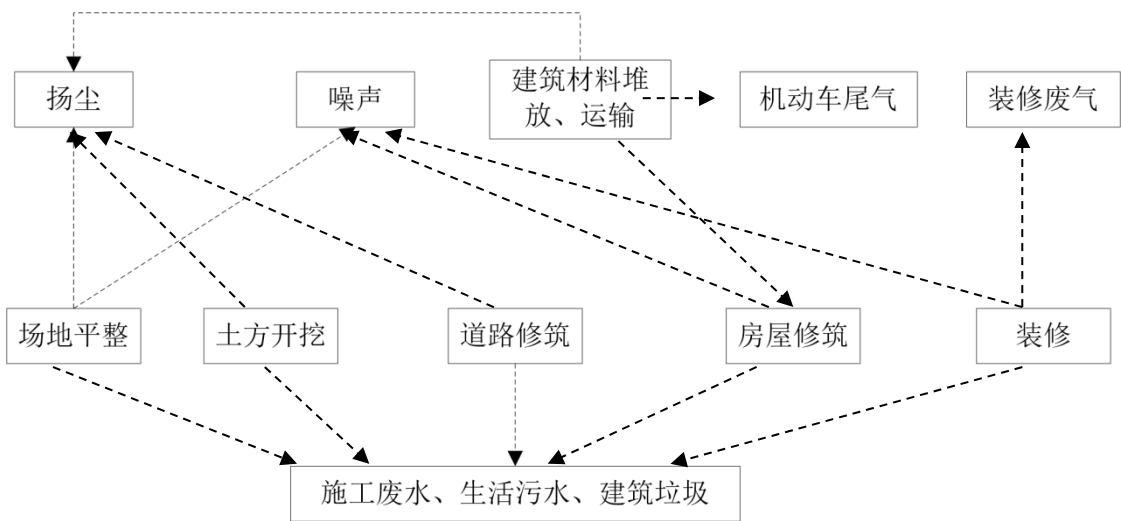 扬尘
噪声
建筑材料堆
放、运输
机动车尾气
装修废气
场地平整
土方开挖
道路修筑
房屋修筑
装修
施工废水、生活污水、建筑垃圾